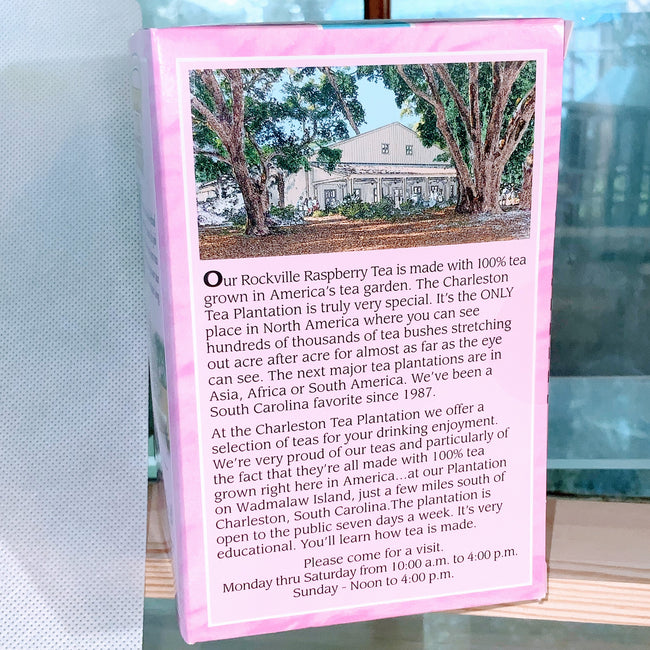 Our Rockville Raspberry Tea is made with 100% tea
grown in America's tea garden. The Charleston
Tea Plantation is truly very special. It's the ONLY
place in North America where you can see
hundreds of thousands of tea bushes stretching
out acre after acre for almost as far as the eye
can see. The next major tea plantations are in
Asia, Africa or South America. We've been a
South Carolina favorite since 1987.
At the Charleston Tea Plantation we offer a
selection of teas for your drinking enjoyment.
We're very proud of our teas and particularly of
the fact that they're all made with 100% tea
grown right here in America...at our Plantation
on Wadmalaw Island, just a few miles south of
Charleston, South Carolina.The plantation is
open to the public seven days a week. It's very
educational. You'll learn how tea is made.
Please come for a visit.
Monday thru Saturday from 10:00 a.m. to 4:00 p.m.
Sunday - Noon to 4:00 p.m.